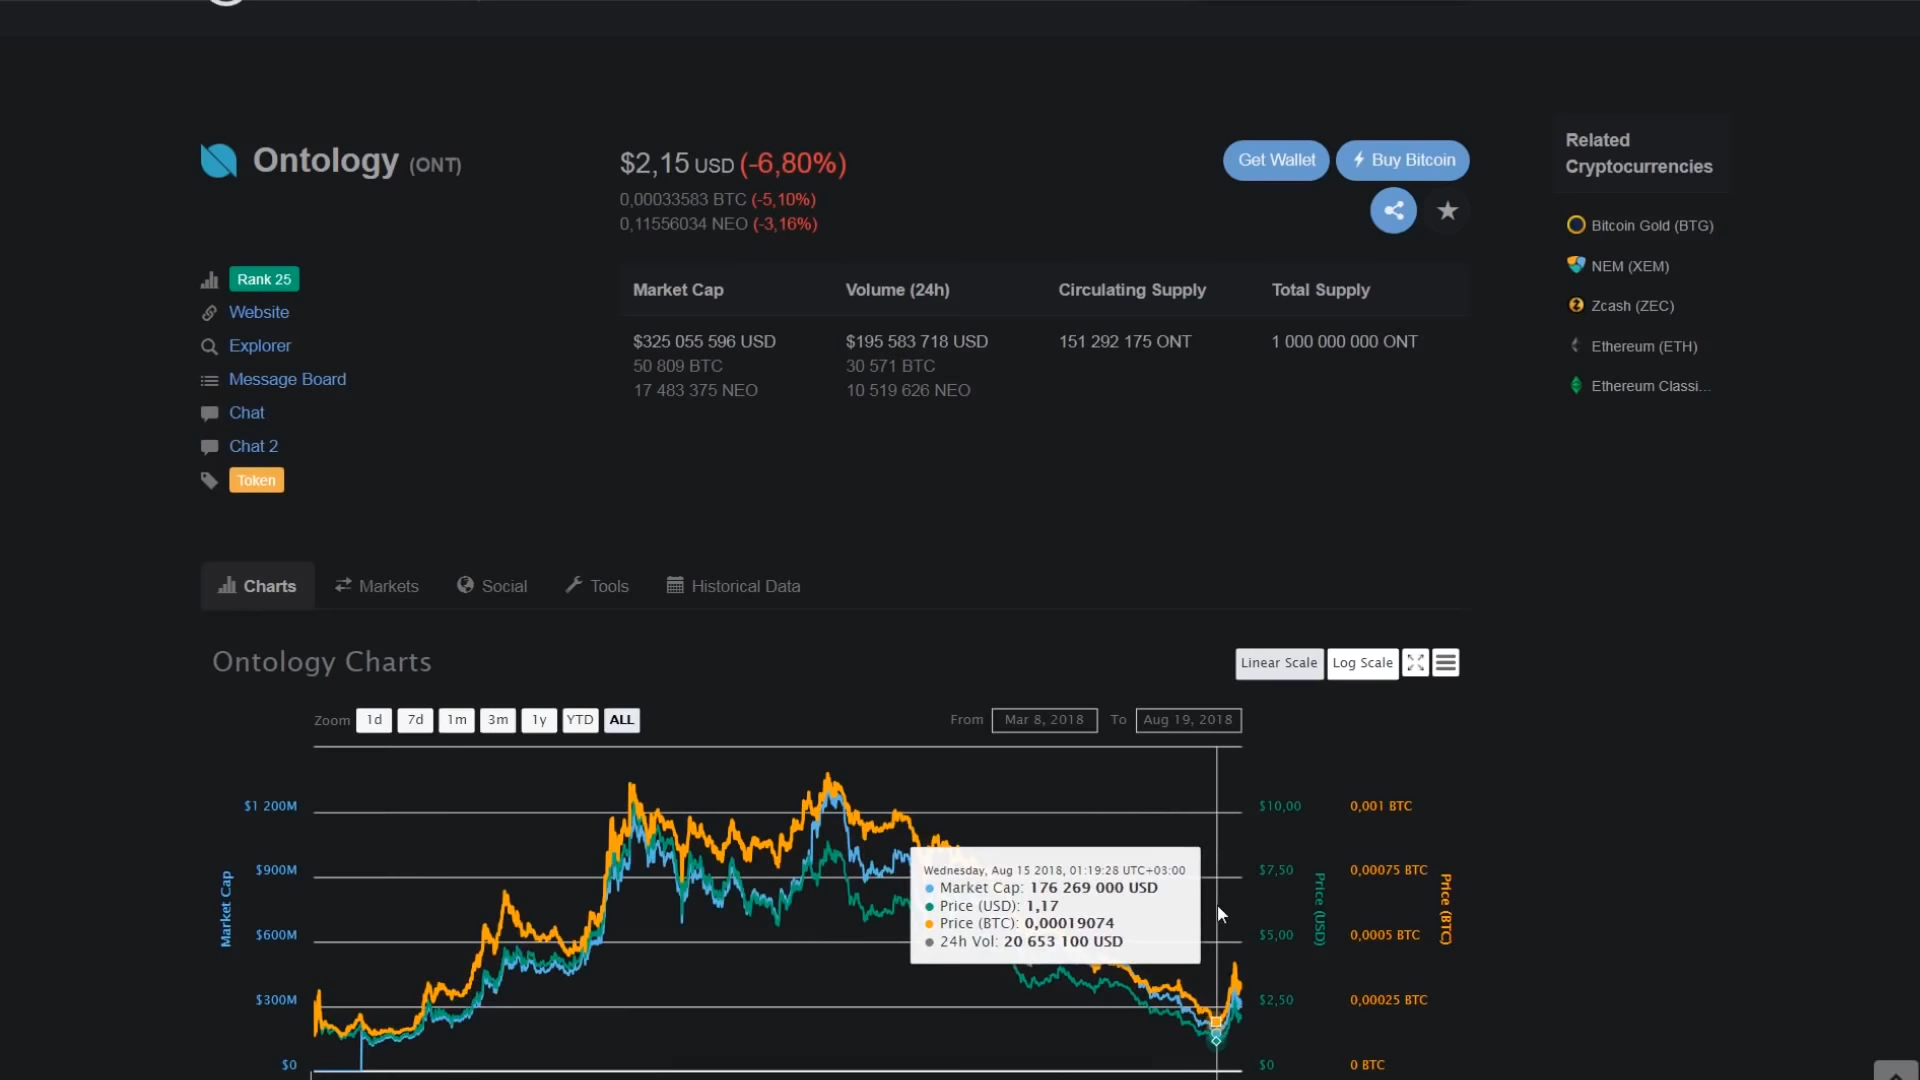 Ontology (ONT)
$2,15 USD (-6,80%)
0,00033583 BTC (-5,10%)
0,11556034 NEO (-3,16%)
Get Wallet
Buy Bitcoin
Related
Cryptocurrencies
Bitcoin Gold (BTG)
NEM (XEM)
Zcash (ZEC)
Ethereum (ETH)
Ethereum Classi...
Rank 25
Website
Explorer
Message Board
Chat
Chat 2
Token
Market Cap Volume (24h) Circulating Supply Total Supply
$325 055 596 USD $195 583 718 USD 151 292 175 ONT 1 000 000 000 ONT
50 809 BTC 30 571 BTC
17 483 375 NEO 10 519 626 NEO
Charts Markets Social Tools Historical Data
Ontology Charts
Linear Scale Log Scale
Zoom 1d 7d 1m 3m 1y YTD ALL
From Mar 8, 2018 To Aug 19, 2018
$1 200M $10,00 0,001 BTC
$900M $7,50 0,00075 BTC
$600M $5,00 0,0005 BTC
$300M $2,50 0,00025 BTC
$0 $0 0 BTC
Market Cap
Price (USD)
Price (BTC)
Wednesday, Aug 15 2018, 01:19:28 UTC+03:00
Market Cap: 176 269 000 USD
Price (USD): 1,17
Price (BTC): 0,00019074
24h Vol: 20 653 100 USD